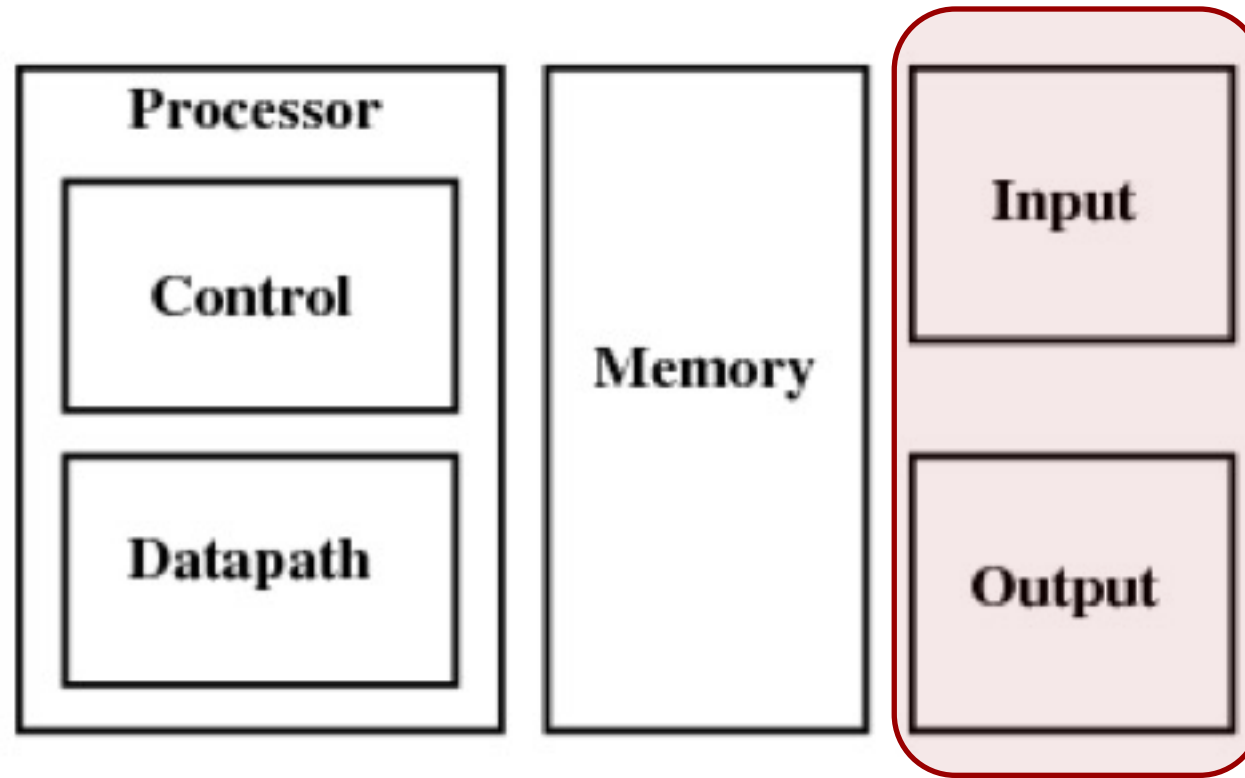 Processor
Control
Datapath
Memory
Input
Output